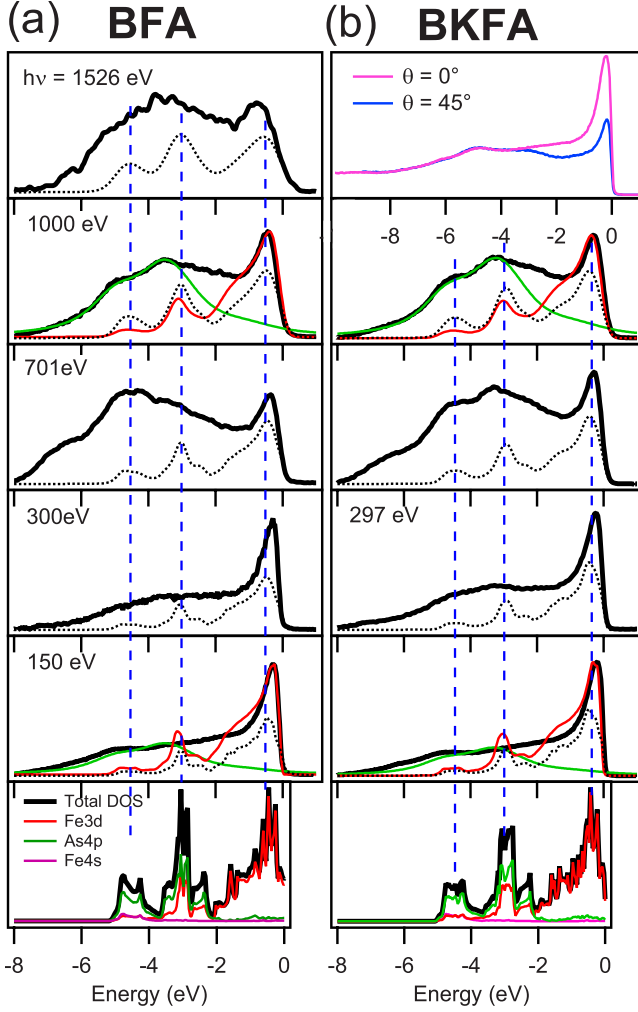 (a) BFA
hν = 1526 eV
1000 eV
701eV
300eV
150 eV
Total DOS
Fe3d
As4p
Fe4s
-8 -6 -4 -2 0
Energy (eV)
(b) BKFA
θ = 0°
θ = 45°
-8 -6 -4 -2 0
297 eV
-8 -6 -4 -2 0
Energy (eV)